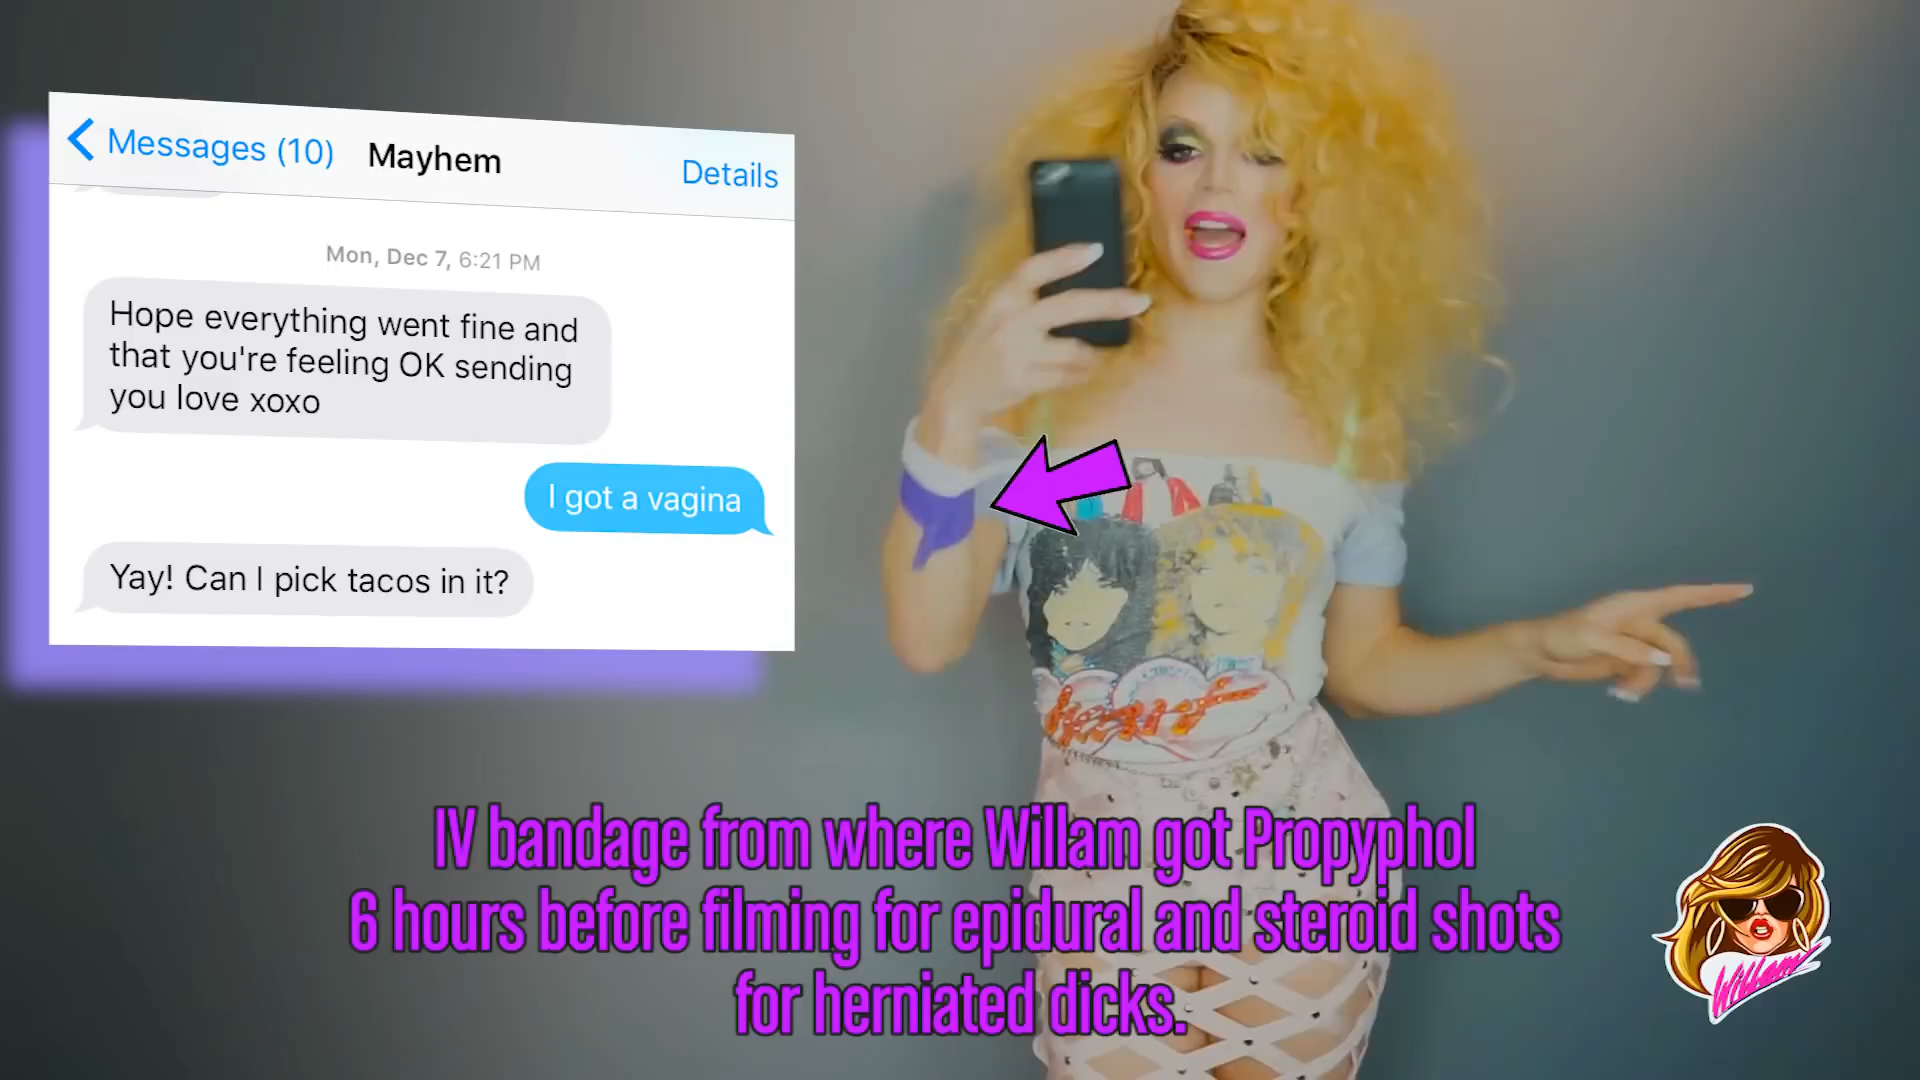 Messages (10) Mayhem Details
Mon, Dec 7, 6:21 PM
Hope everything went fine and
that you're feeling OK sending
you love xoxo
I got a vagina
Yay! Can I pick tacos in it?
Heart
IV bandage from where Willam got Propyphol
6 hours before filming for epidural and steroid shots
for herniated dicks.
Willam